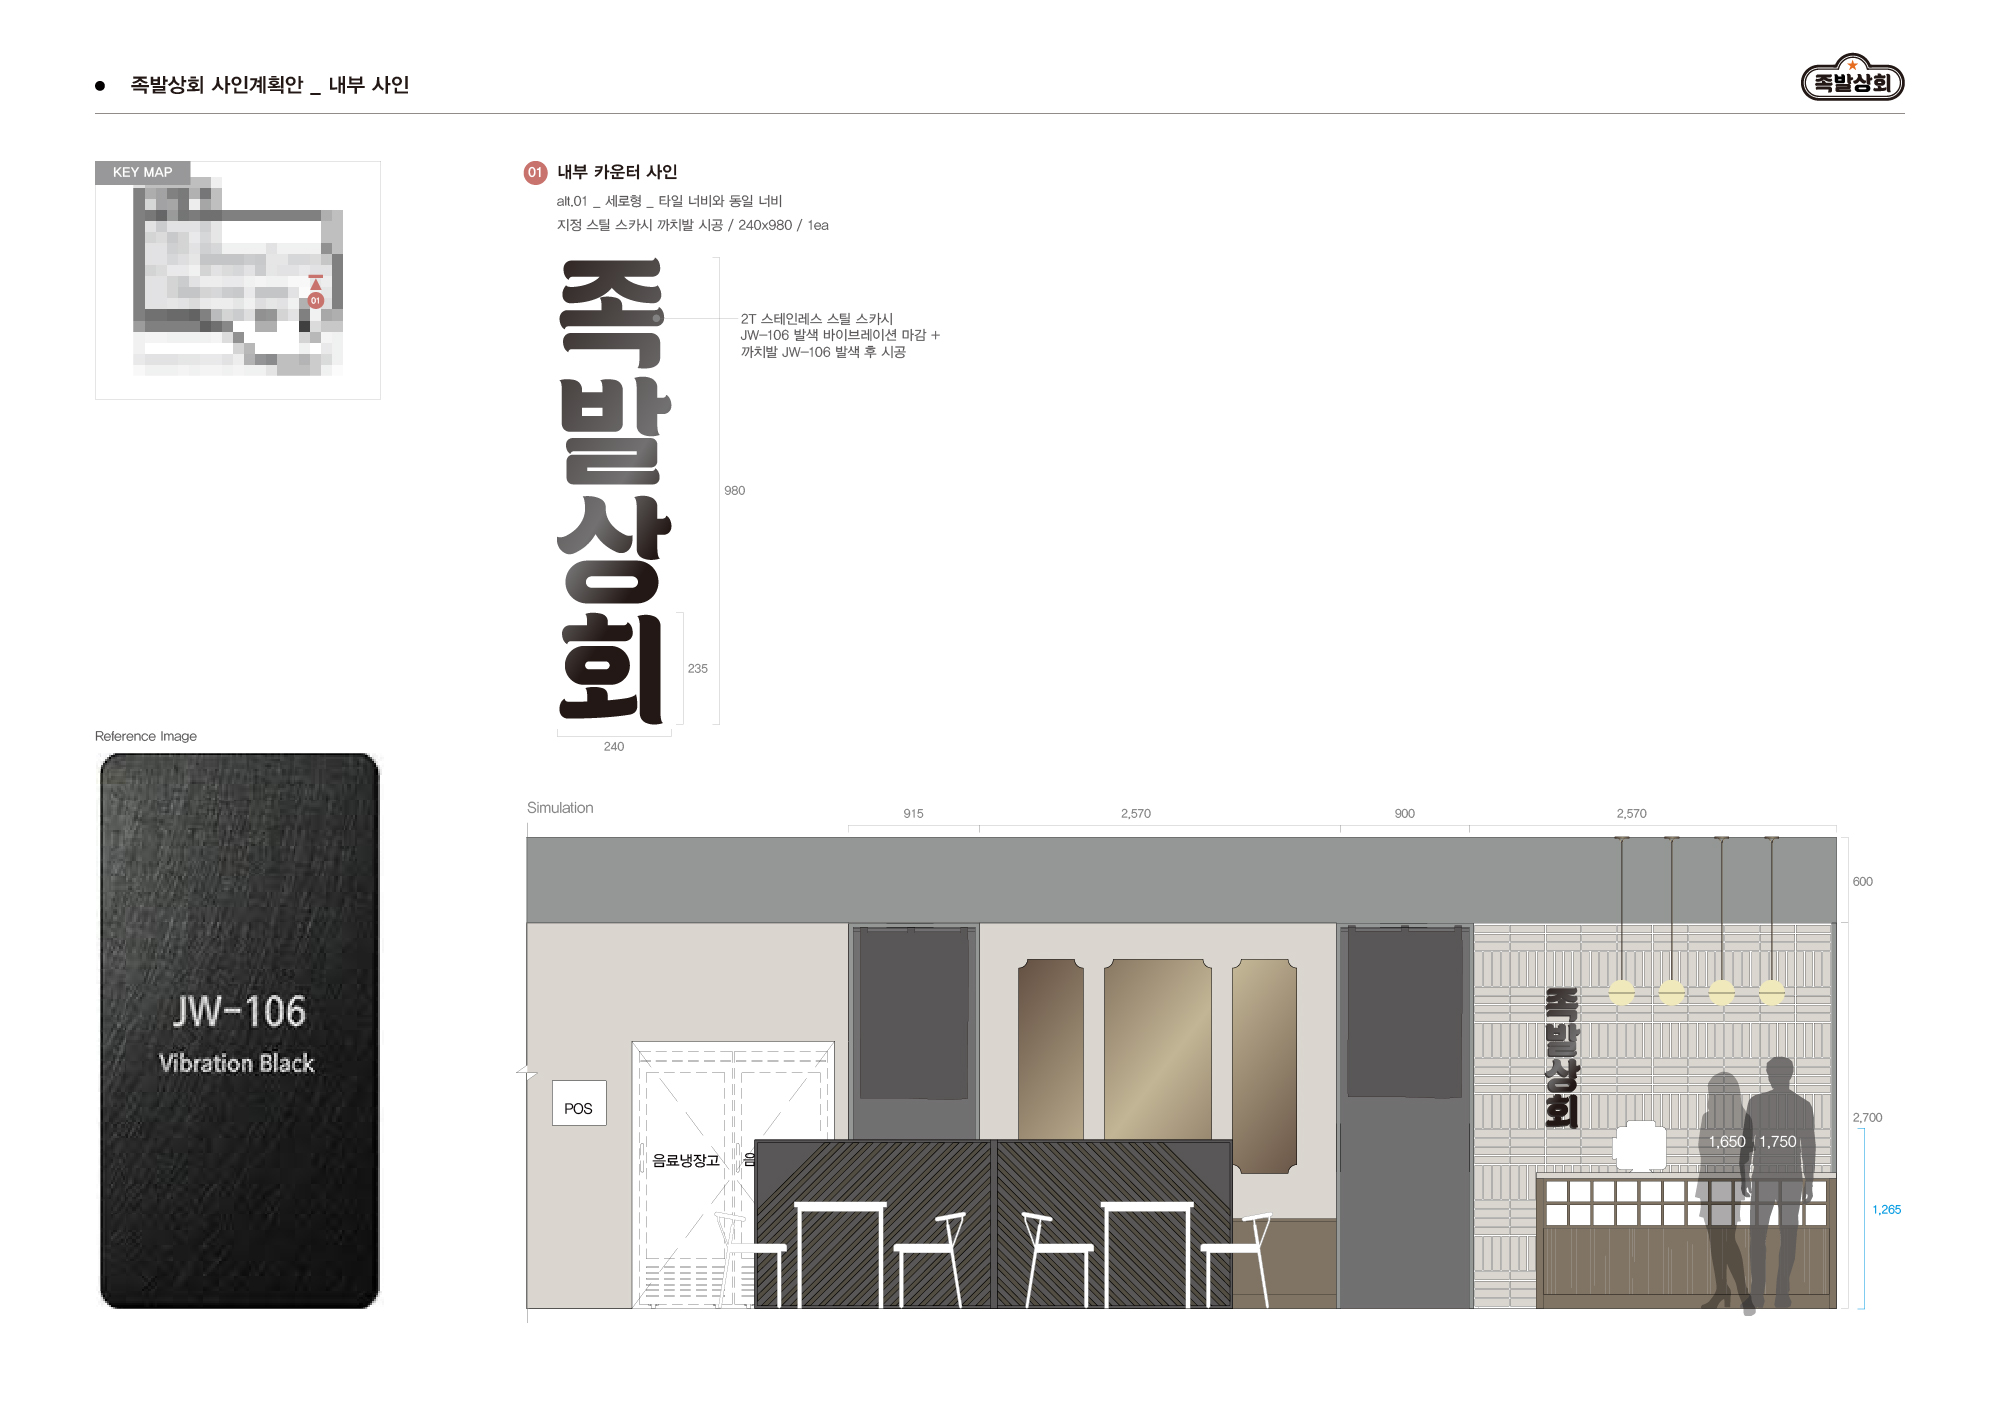 족발상회 사인계획안 _ 내부 사인
족발상회
KEY MAP
01
01 내부 카운터 사인
alt.01 _ 세로형 _ 타일 너비와 동일 너비
지정 스틸 스카시 까치발 시공 / 240x980 / 1ea
족
발
상
회
2T 스테인레스 스틸 스카시
JW-106 발색 바이브레이션 마감 +
까치발 JW-106 발색 후 시공
980
235
240
Reference Image
JW-106
Vibration Black
Simulation
915
2,570
900
2,570
600
족
발
상
회
POS
음료냉장고
음
1,650
1,750
2,700
1,265